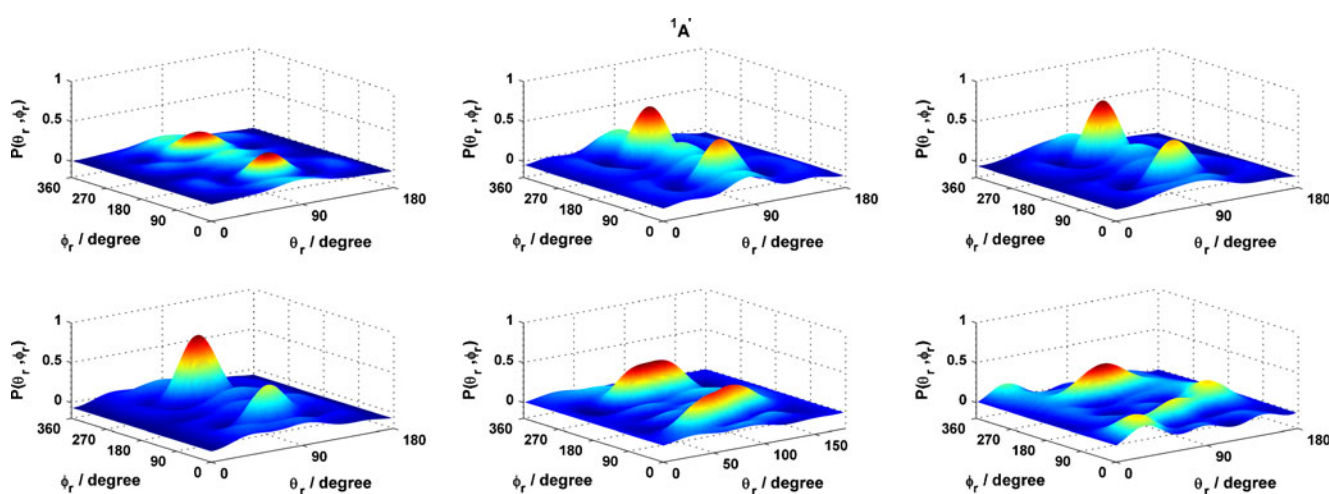 ¹A'
P(θr ,ϕr) 1 0.5 0 360 270 180 90 0 ϕr / degree 0 90 180 θr / degree
P(θr ,ϕr) 1 0.5 0 360 270 180 90 0 ϕr / degree 0 90 180 θr / degree
P(θr ,ϕr) 1 0.5 0 360 270 180 90 0 ϕr / degree 0 90 180 θr / degree
P(θr ,ϕr) 1 0.5 0 360 270 180 90 0 ϕr / degree 0 90 180 θr / degree
P(θr ,ϕr) 1 0.5 0 360 270 180 90 0 ϕr / degree 0 50 100 150 θr / degree
P(θr ,ϕr) 1 0.5 0 360 270 180 90 0 ϕr / degree 0 90 180 θr / degree